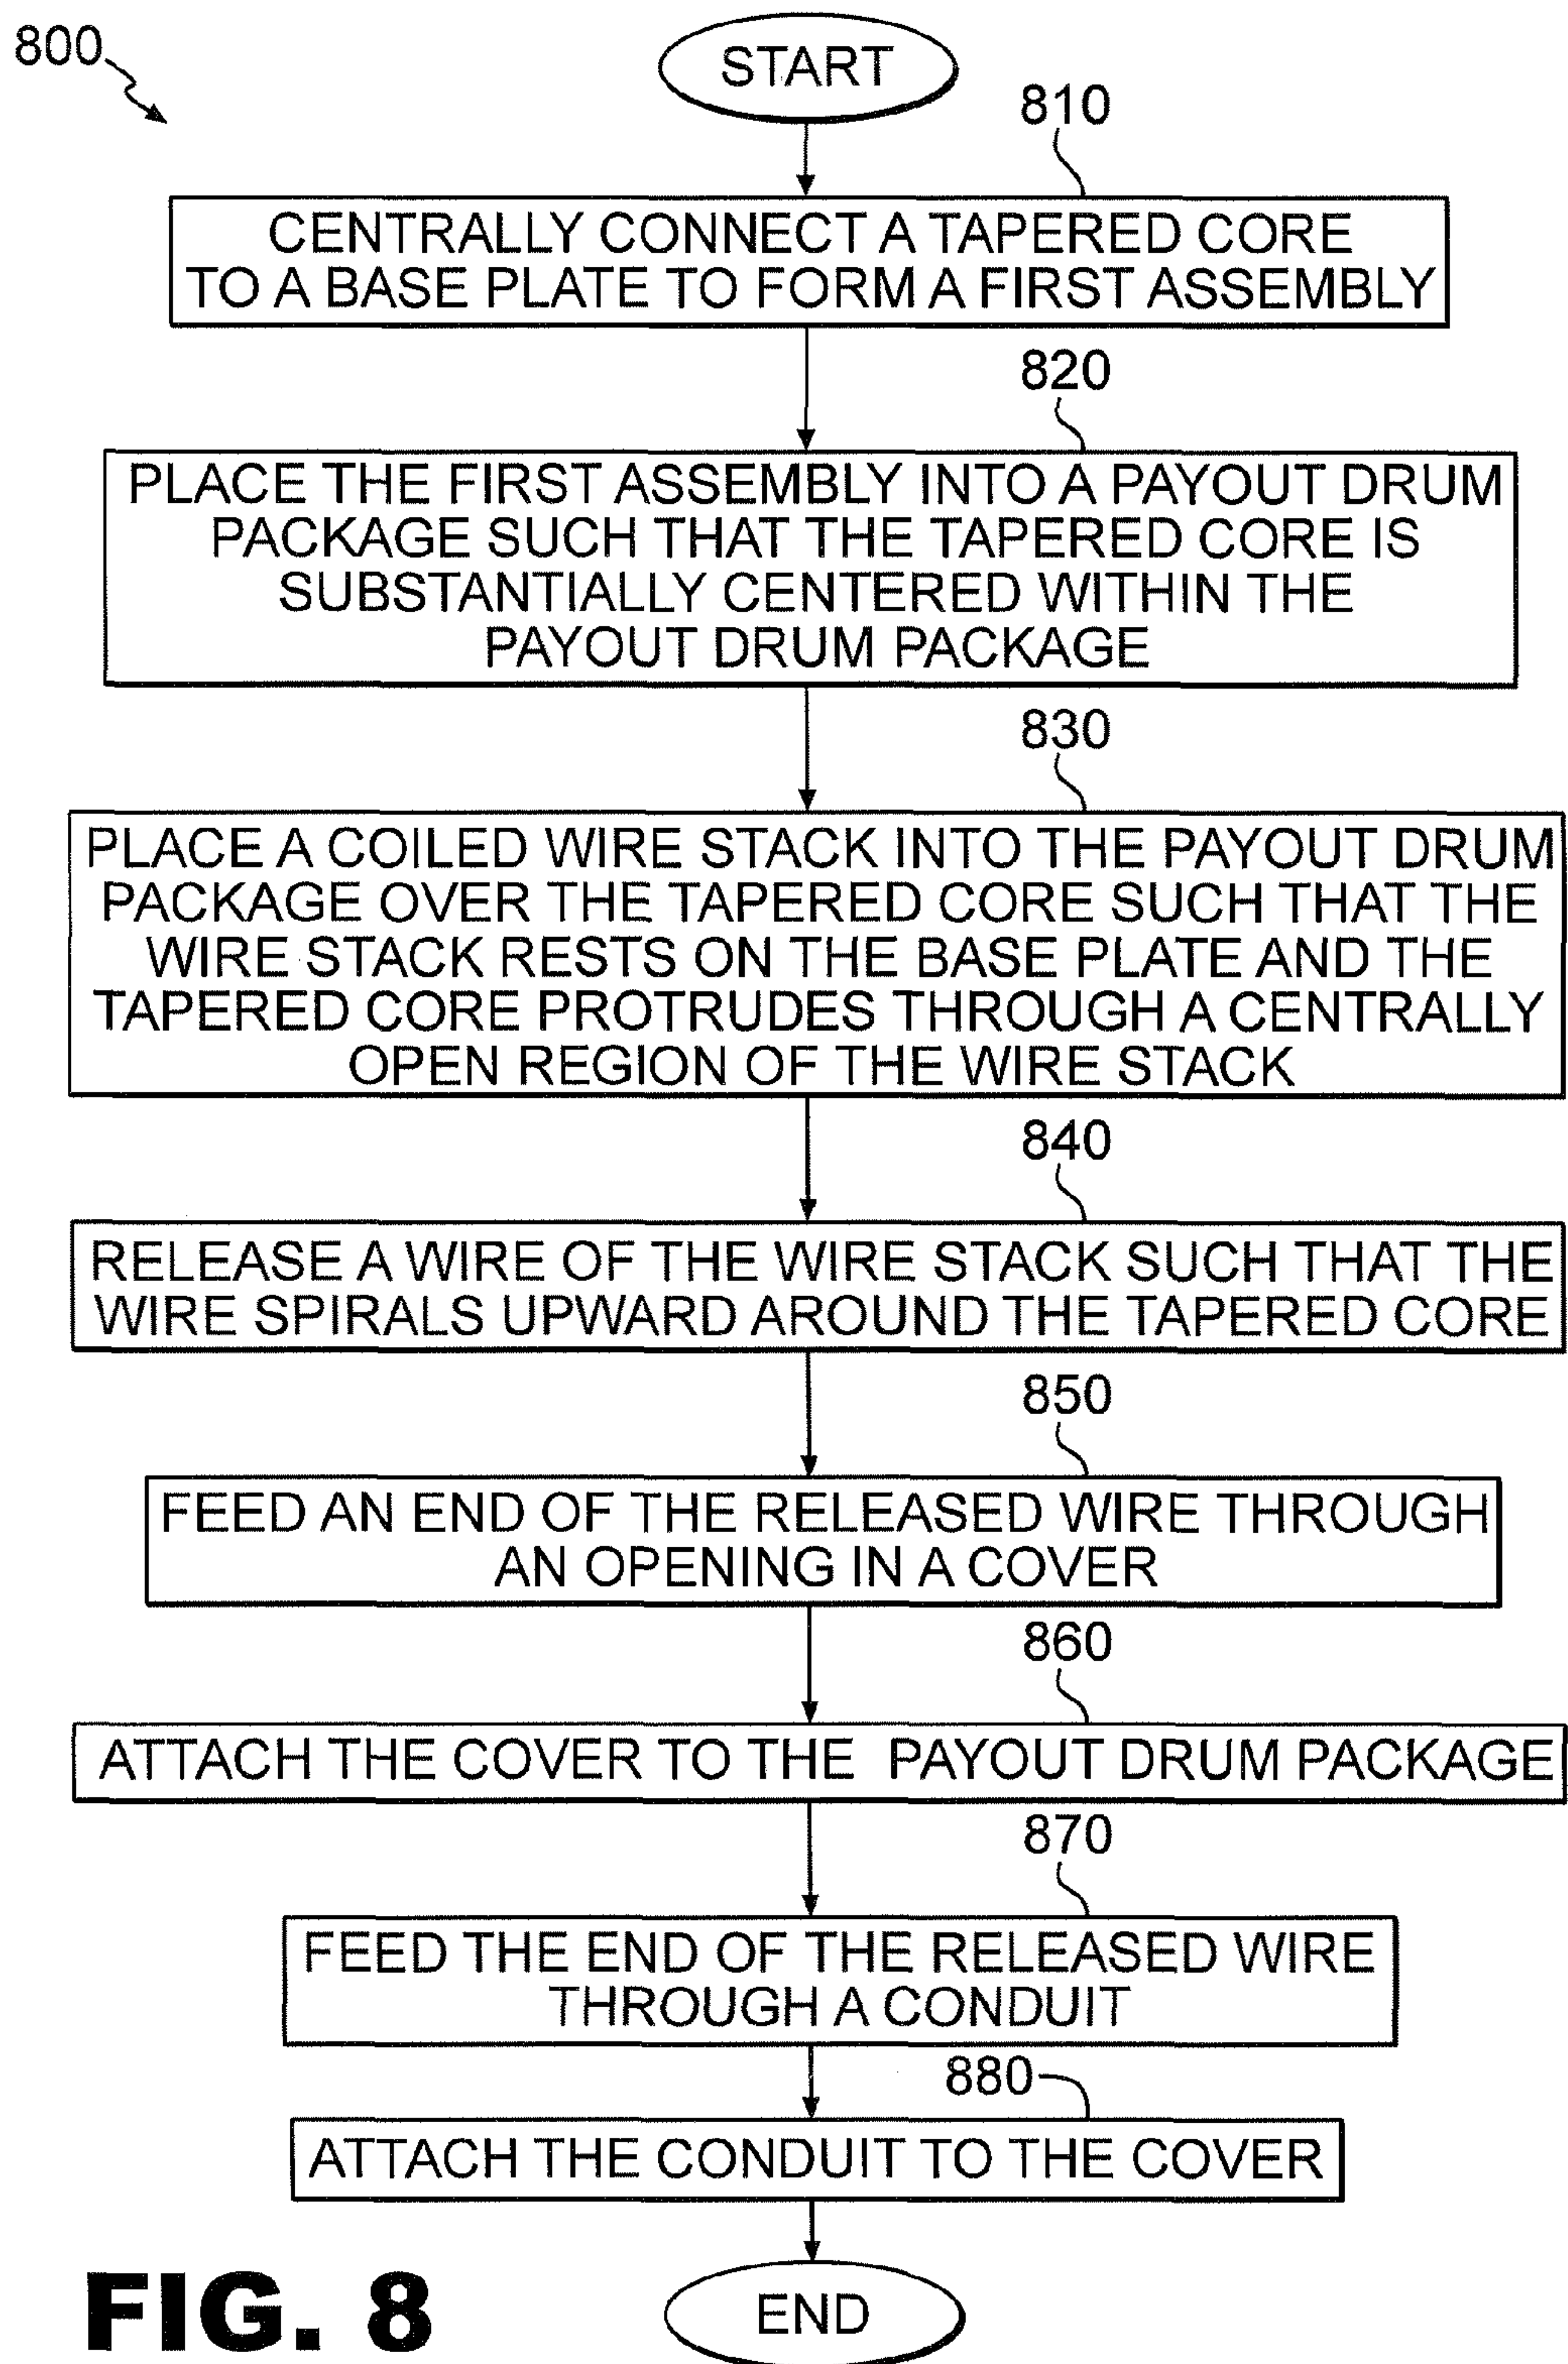 800
START
810
CENTRALLY CONNECT A TAPERED CORE
TO A BASE PLATE TO FORM A FIRST ASSEMBLY
820
PLACE THE FIRST ASSEMBLY INTO A PAYOUT DRUM
PACKAGE SUCH THAT THE TAPERED CORE IS
SUBSTANTIALLY CENTERED WITHIN THE
PAYOUT DRUM PACKAGE
830
PLACE A COILED WIRE STACK INTO THE PAYOUT DRUM
PACKAGE OVER THE TAPERED CORE SUCH THAT THE
WIRE STACK RESTS ON THE BASE PLATE AND THE
TAPERED CORE PROTRUDES THROUGH A CENTRALLY
OPEN REGION OF THE WIRE STACK
840
RELEASE A WIRE OF THE WIRE STACK SUCH THAT THE
WIRE SPIRALS UPWARD AROUND THE TAPERED CORE
850
FEED AN END OF THE RELEASED WIRE THROUGH
AN OPENING IN A COVER
860
ATTACH THE COVER TO THE PAYOUT DRUM PACKAGE
870
FEED THE END OF THE RELEASED WIRE
THROUGH A CONDUIT
880
ATTACH THE CONDUIT TO THE COVER
END
FIG. 8